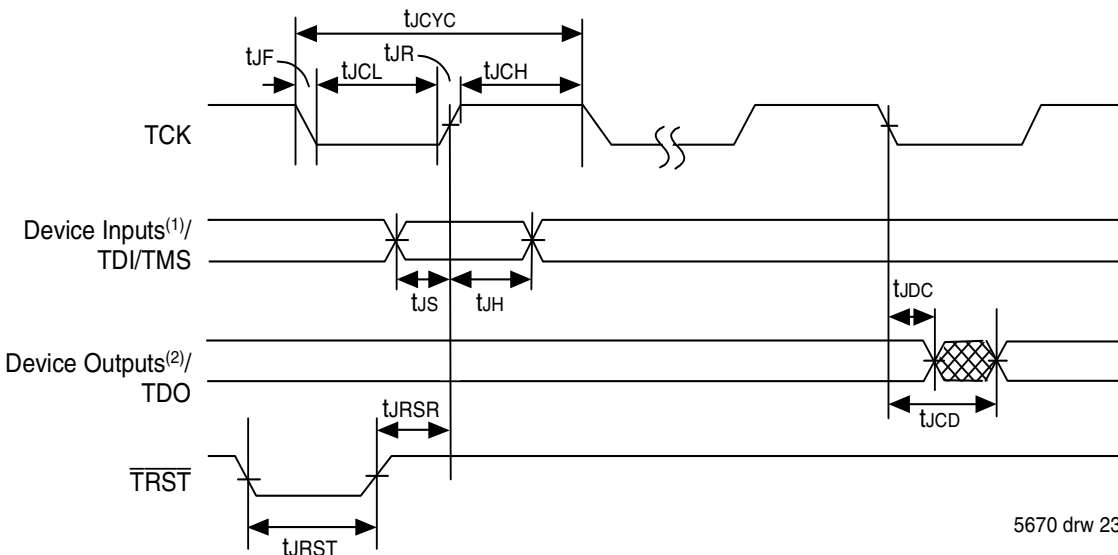 tJCYC
tJF
tJCL
tJR
tJCH
TCK
Device Inputs(1)/
TDI/TMS
tJS
tJH
tJDC
Device Outputs(2)/
TDO
tJRSR
tJCD
TRST
tJRST
5670 drw 23